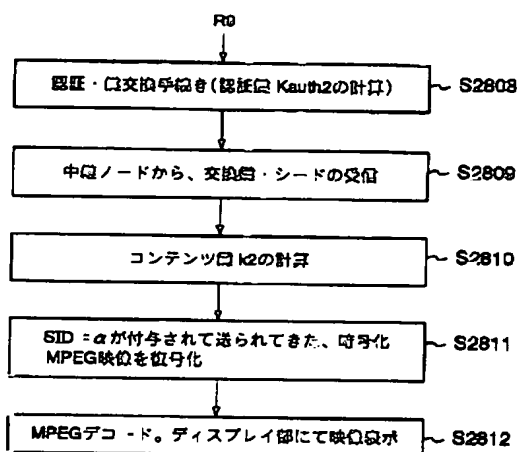 R9
認証・鍵交換手続き(認証鍵 Kauth2の計算)
S2808
中継ノードから、交換鍵・シードの受信
S2809
コンテンツ鍵 k2の計算
S2810
SID =αが付与されて送られてきた、暗号化
MPEG映像を復号化
S2811
MPEGデコード。ディスプレイ部にて映像表示
S2812